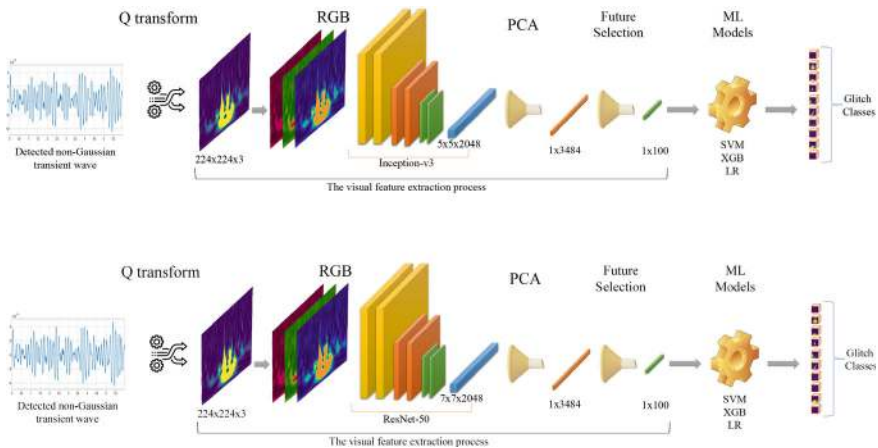 Q transform
RGB
PCA
Future
Selection
ML
Models
Detected non-Gaussian
transient wave
224x224x3
Inception-v3
5x5x2048
1x3484
1x100
SVM
XGB
LR
Glitch
Classes
The visual feature extraction process
Q transform
RGB
PCA
Future
Selection
ML
Models
Detected non-Gaussian
transient wave
224x224x3
ResNet-50
7x7x2048
1x3484
1x100
SVM
XGB
LR
Glitch
Classes
The visual feature extraction process